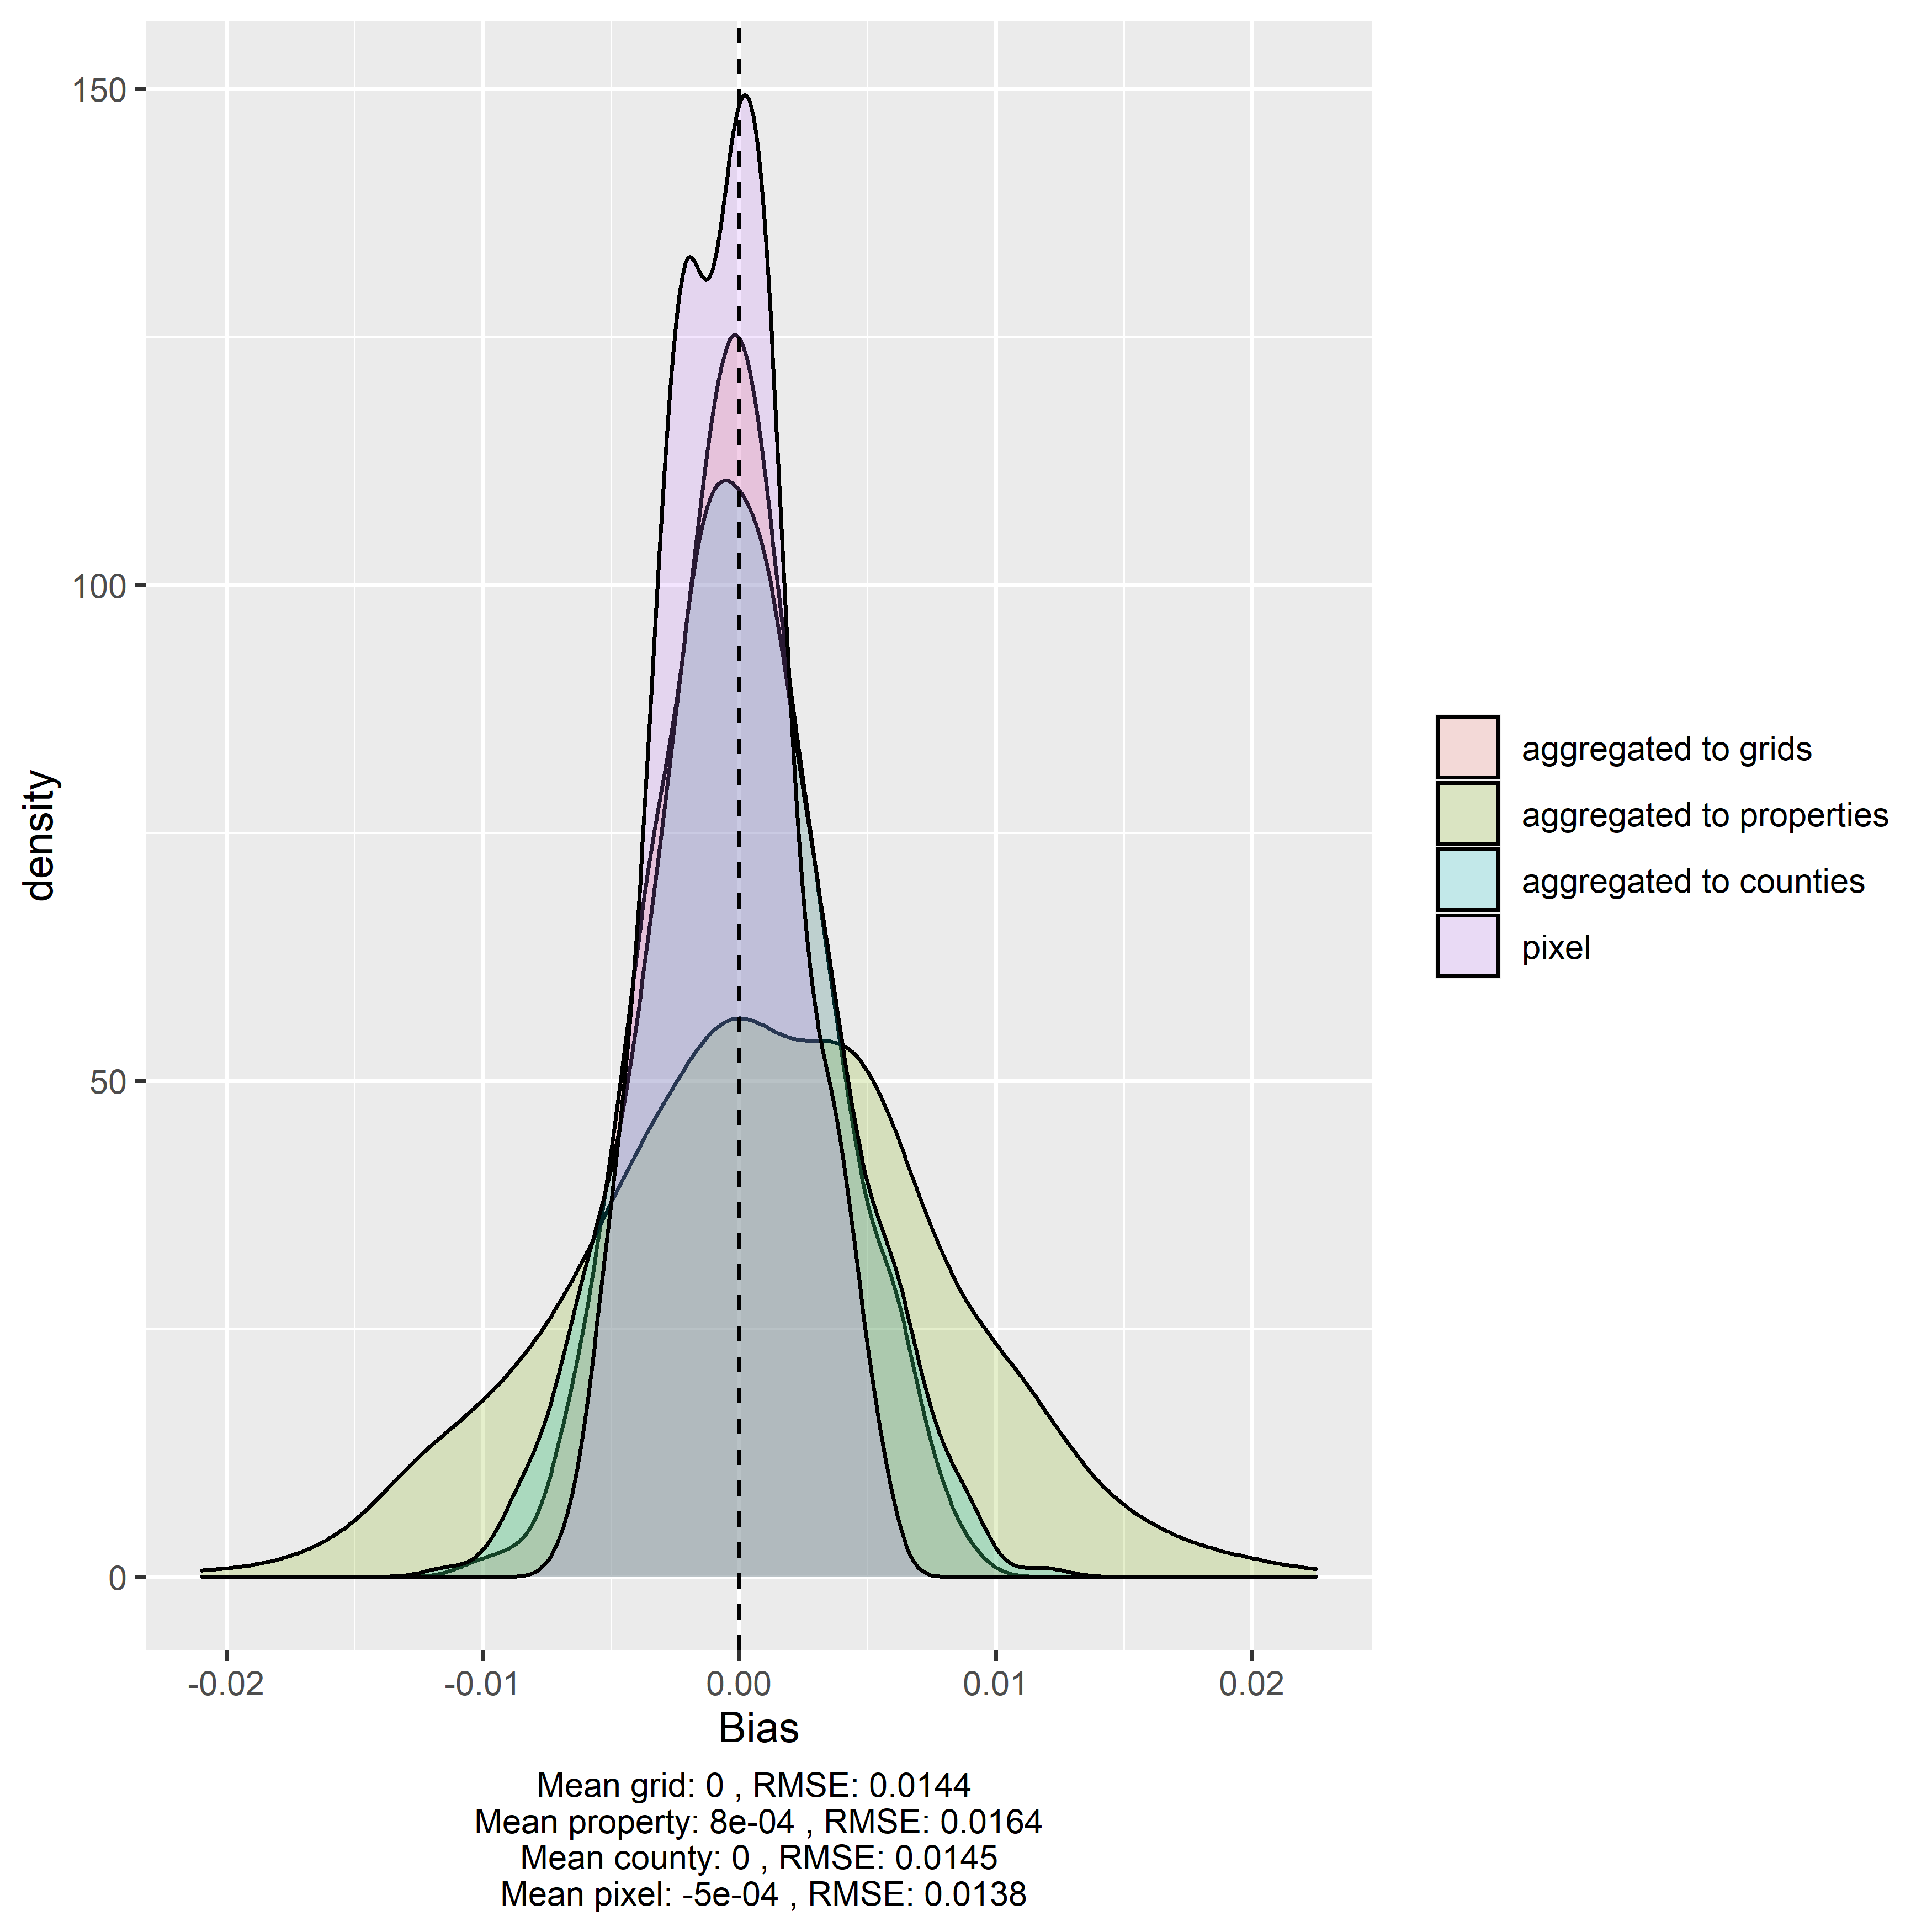 150
100
50
0
density
-0.02
-0.01
0.00
0.01
0.02
Bias
aggregated to grids
aggregated to properties
aggregated to counties
pixel
Mean grid: 0 , RMSE: 0.0144
Mean property: 8e-04 , RMSE: 0.0164
Mean county: 0 , RMSE: 0.0145
Mean pixel: -5e-04 , RMSE: 0.0138